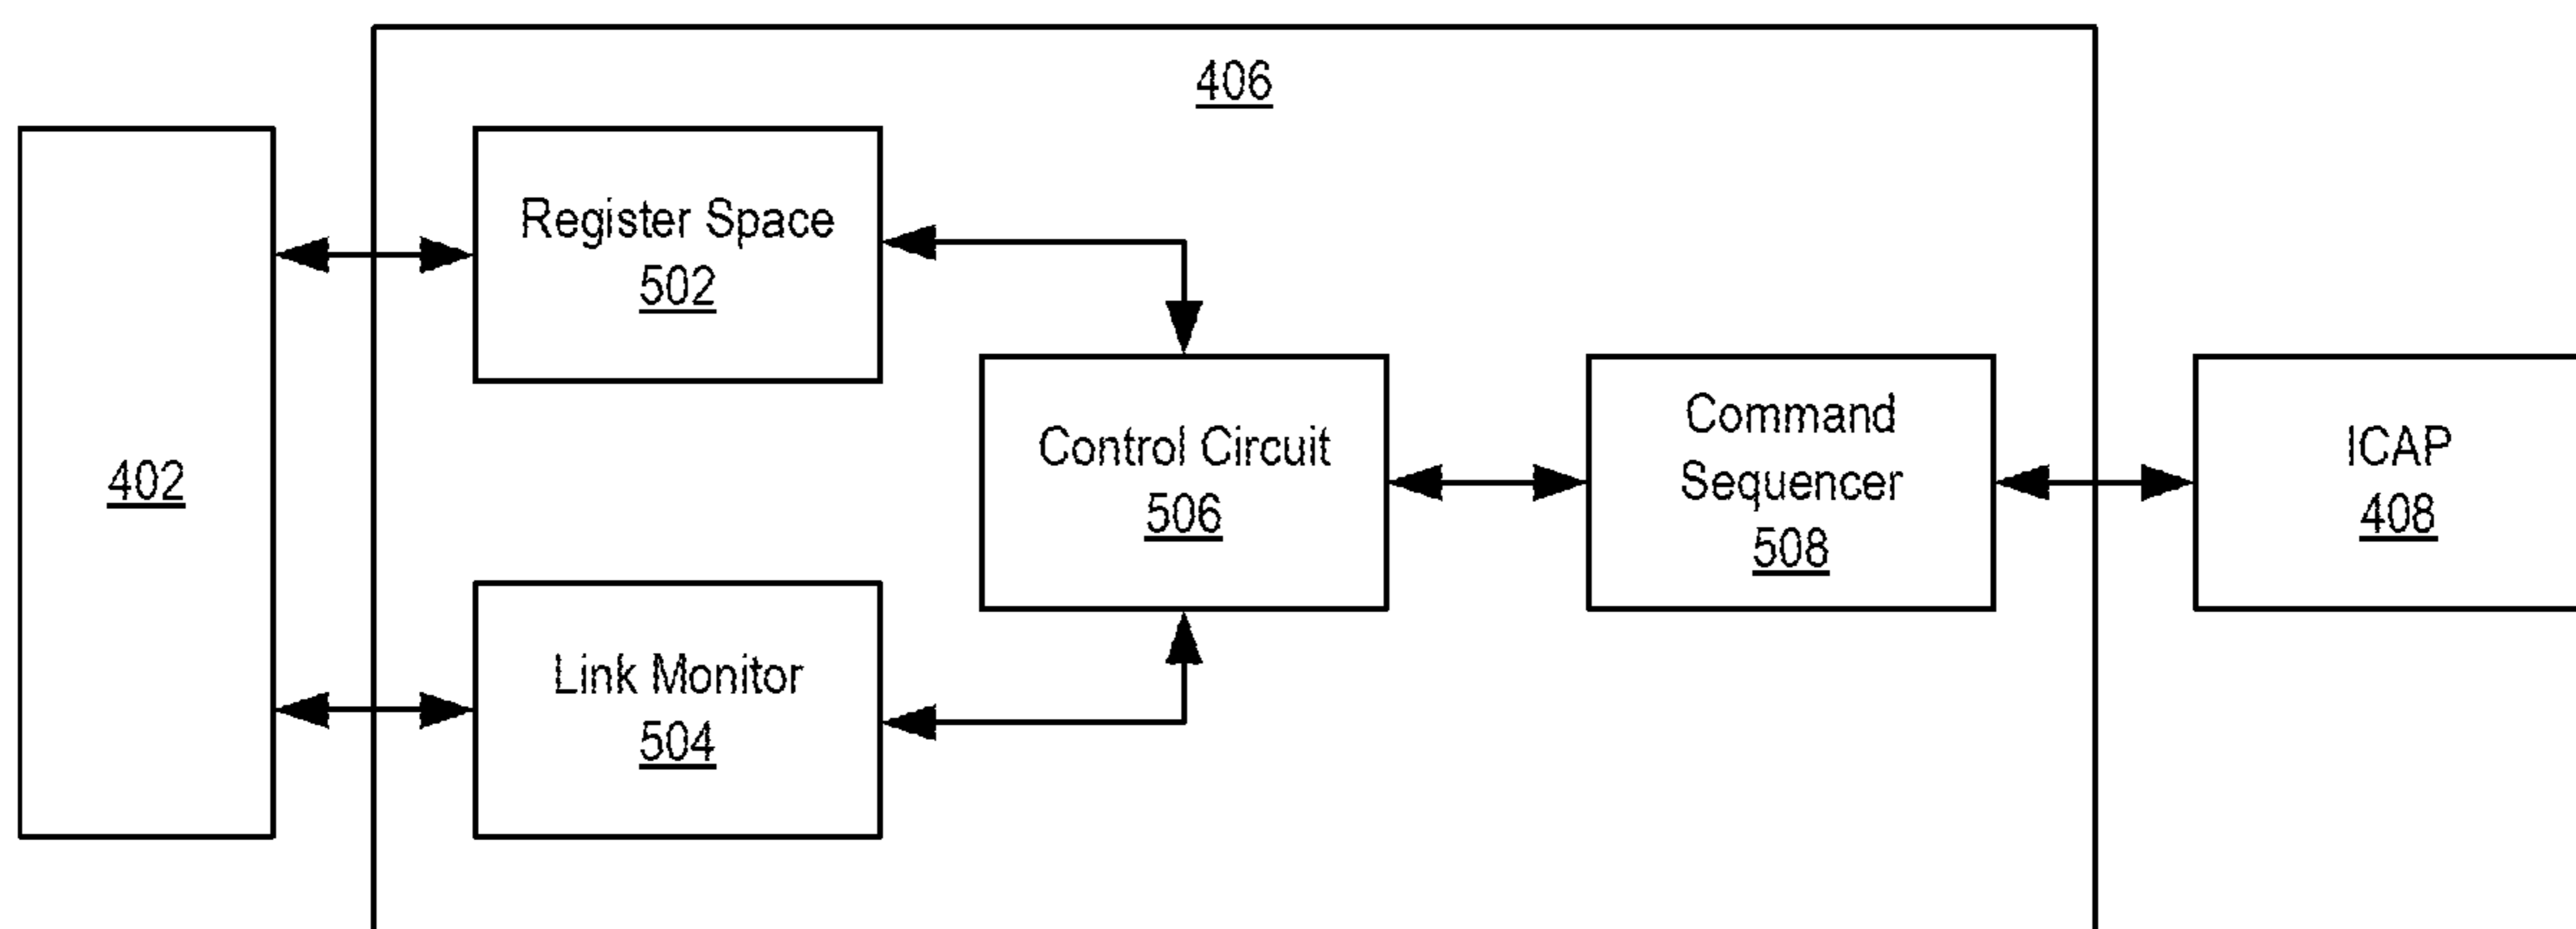 406
402
Register Space
502
Link Monitor
504
Control Circuit
506
Command
Sequencer
508
ICAP
408